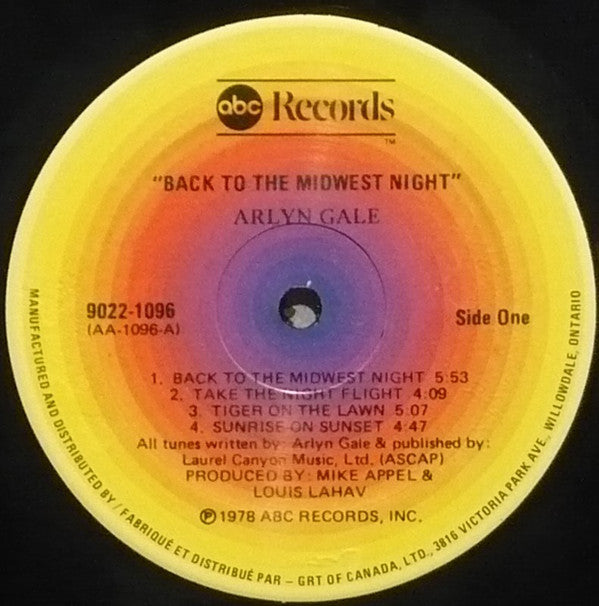 abc Records
™
"BACK TO THE MIDWEST NIGHT"
ARLYN GALE
9022-1096
(AA-1096-A)
Side One
1. BACK TO THE MIDWEST NIGHT 5:53
2. TAKE THE NIGHT FLIGHT 4:09
3. TIGER ON THE LAWN 5:07
4. SUNRISE ON SUNSET 4:47
All tunes written by: Arlyn Gale & published by:
Laurel Canyon Music, Ltd. (ASCAP)
PRODUCED BY: MIKE APPEL &
LOUIS LAHAV
℗ 1978 ABC RECORDS, INC.
MANUFACTURED AND DISTRIBUTED BY / FABRIQUÉ ET DISTRIBUÉ PAR – GRT OF CANADA, LTD., 3816 VICTORIA PARK AVE., WILLOWDALE, ONTARIO